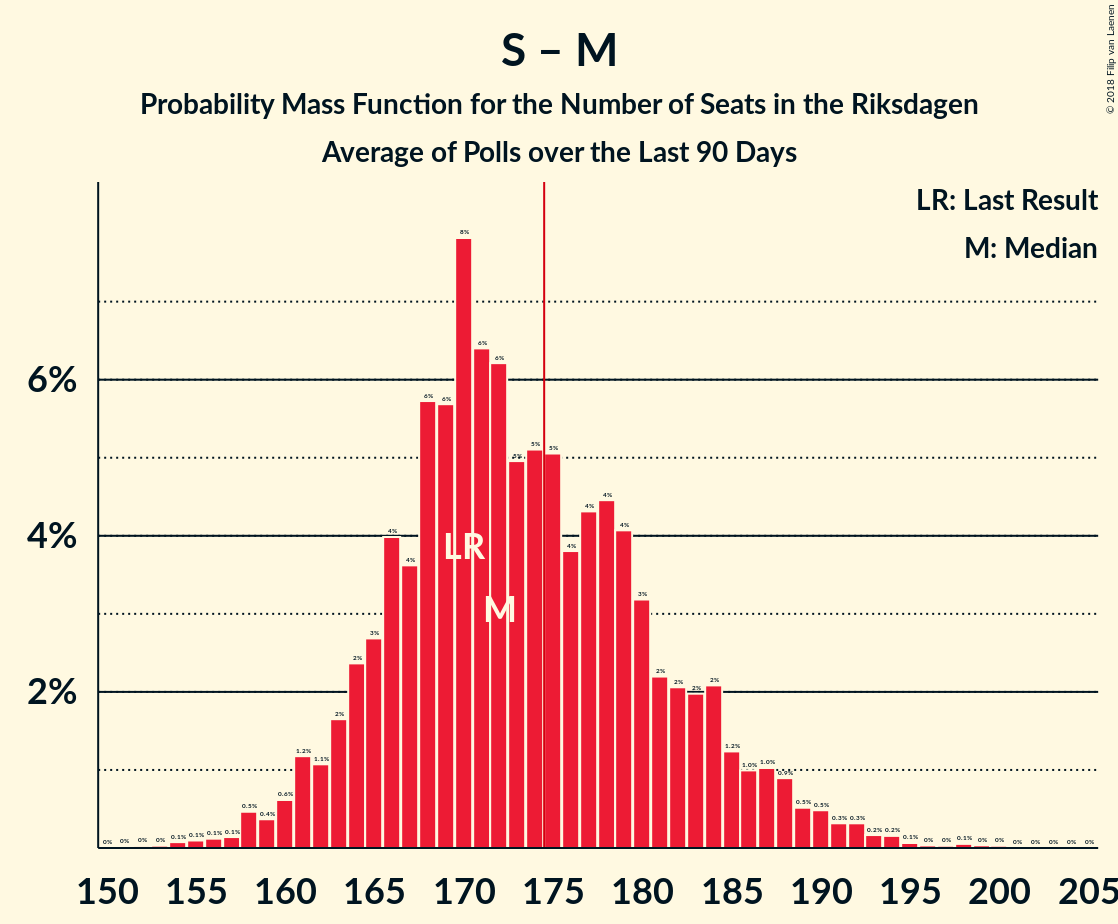 S – M
Probability Mass Function for the Number of Seats in the Riksdagen
Average of Polls over the Last 90 Days
© 2018 Filip van Laenen
LR: Last Result
M: Median
6%
4%
2%
0% 0% 0% 0% 0.1% 0.1% 0.1% 0.1% 0.5% 0.4% 0.6% 1.2% 1.1% 2% 2% 3% 4% 4% 6% 6% 8% 6% 6% 5% 5% 5% 4% 4% 4% 4% 3% 2% 2% 2% 2% 1.2% 1.0% 1.0% 0.9% 0.5% 0.5% 0.3% 0.3% 0.2% 0.2% 0.1% 0% 0% 0.1% 0% 0% 0% 0% 0% 0% 0%
LR
M
150 155 160 165 170 175 180 185 190 195 200 205